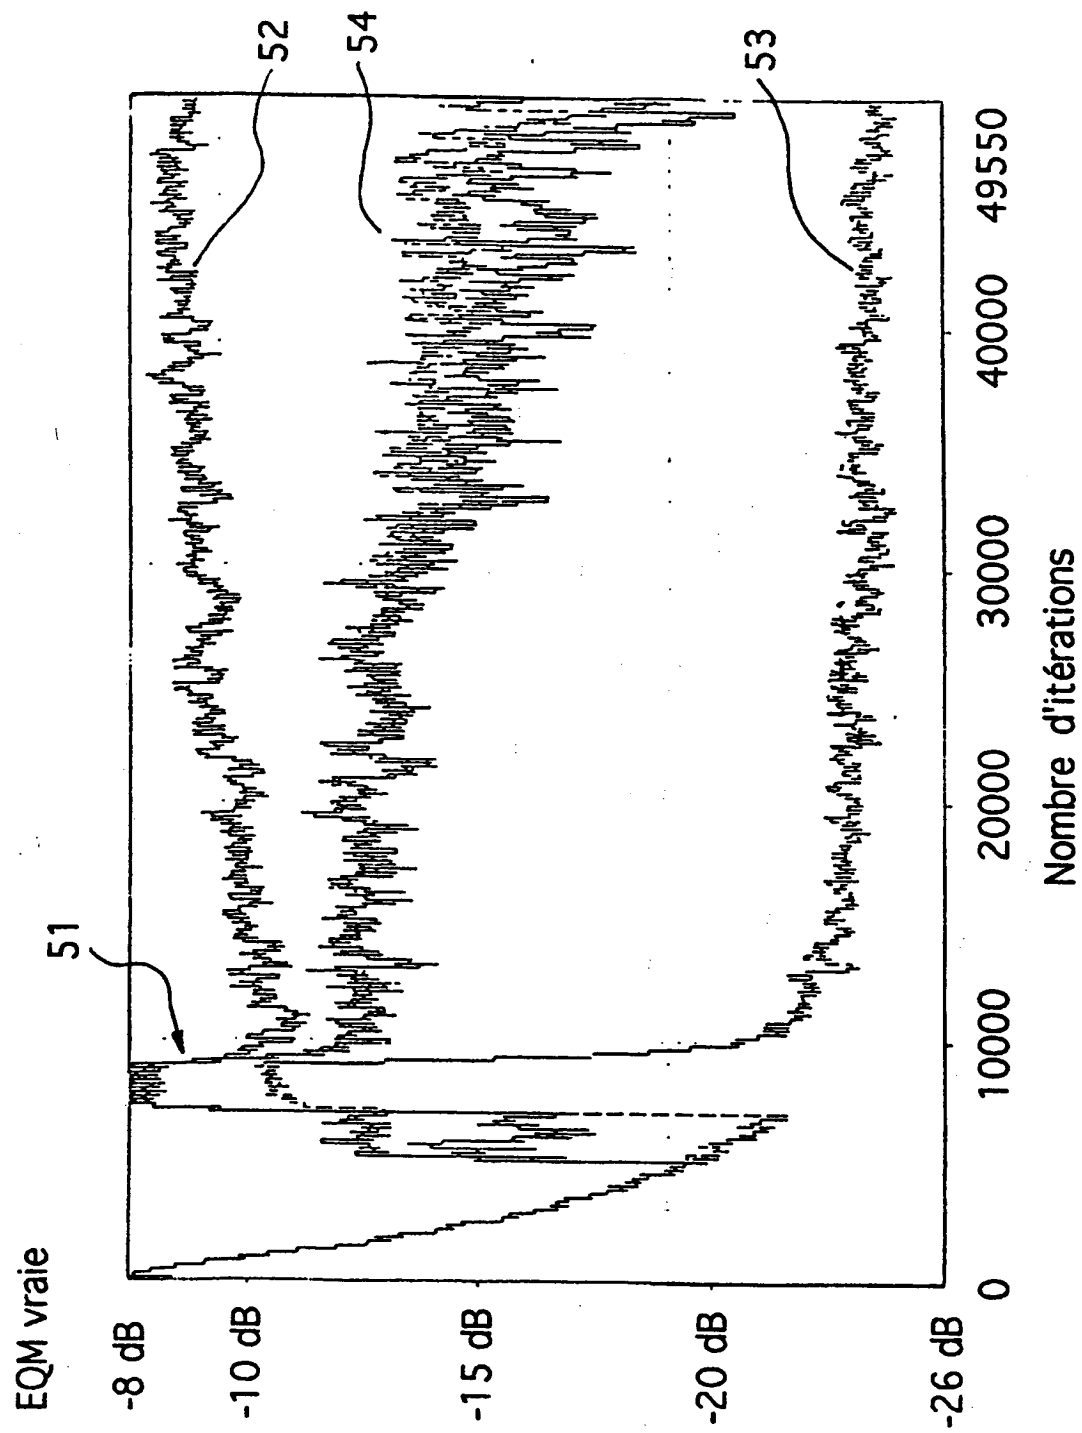 EQM vraie
51
52
54
53
-8 dB
-10 dB
-15 dB
-20 dB
-26 dB
0
10000
20000
30000
40000
49550
Nombre d'itérations